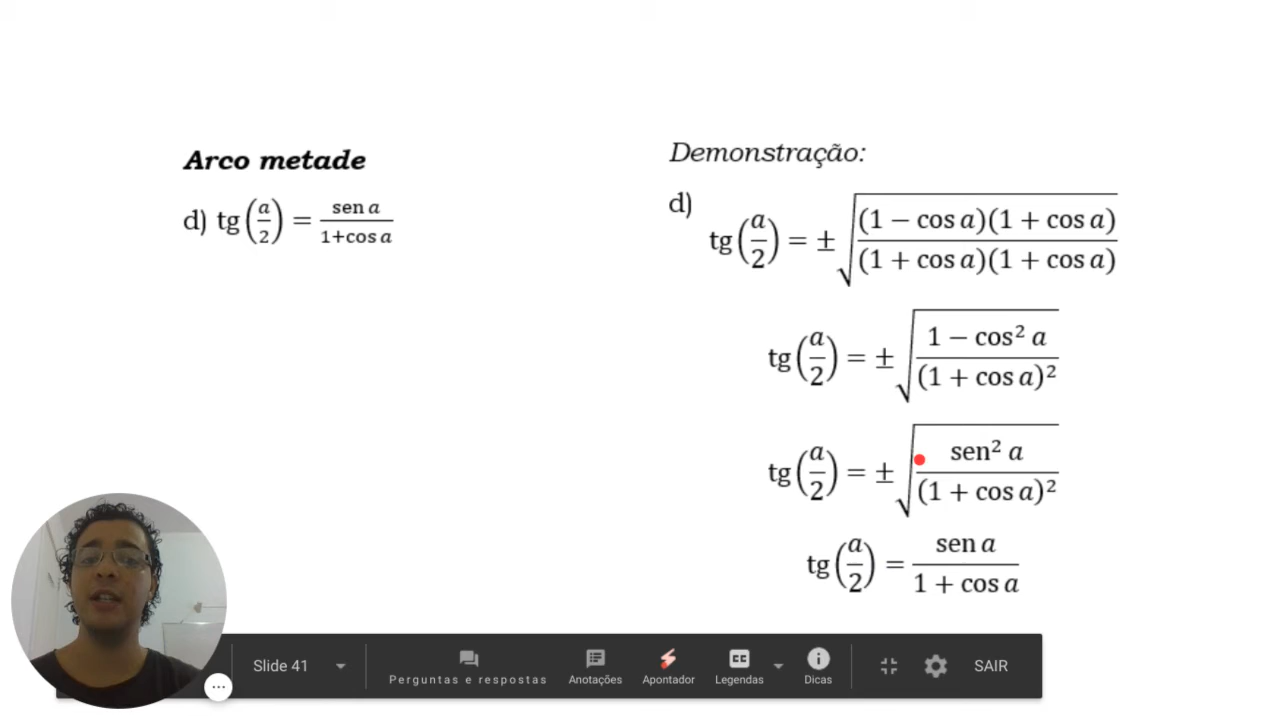 Arco metade
d) tg(a/2) = sen a/1+cos a
Demonstração:
d)
tg(a/2) = ± √((1 − cos a)(1 + cos a)/(1 + cos a)(1 + cos a))
tg(a/2) = ± √(1 − cos² a/(1 + cos a)²)
tg(a/2) = ± √(sen² a/(1 + cos a)²)
tg(a/2) = sen a/1 + cos a
Slide 41
Perguntas e respostas
Anotações
Apontador
CC
Legendas
Dicas
SAIR